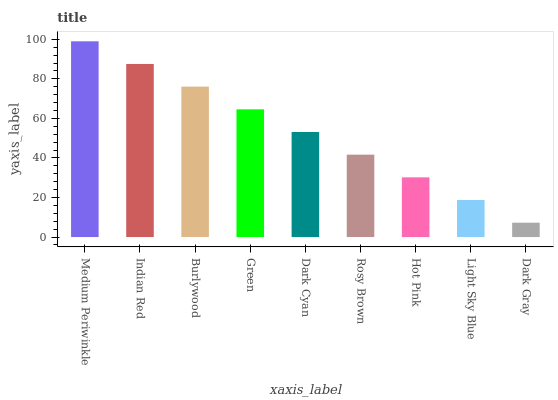 title
yaxis_label
100
80
60
40
20
0
Medium Periwinkle
Indian Red
Burlywood
Green
Dark Cyan
Rosy Brown
Hot Pink
Light Sky Blue
Dark Gray
xaxis_label